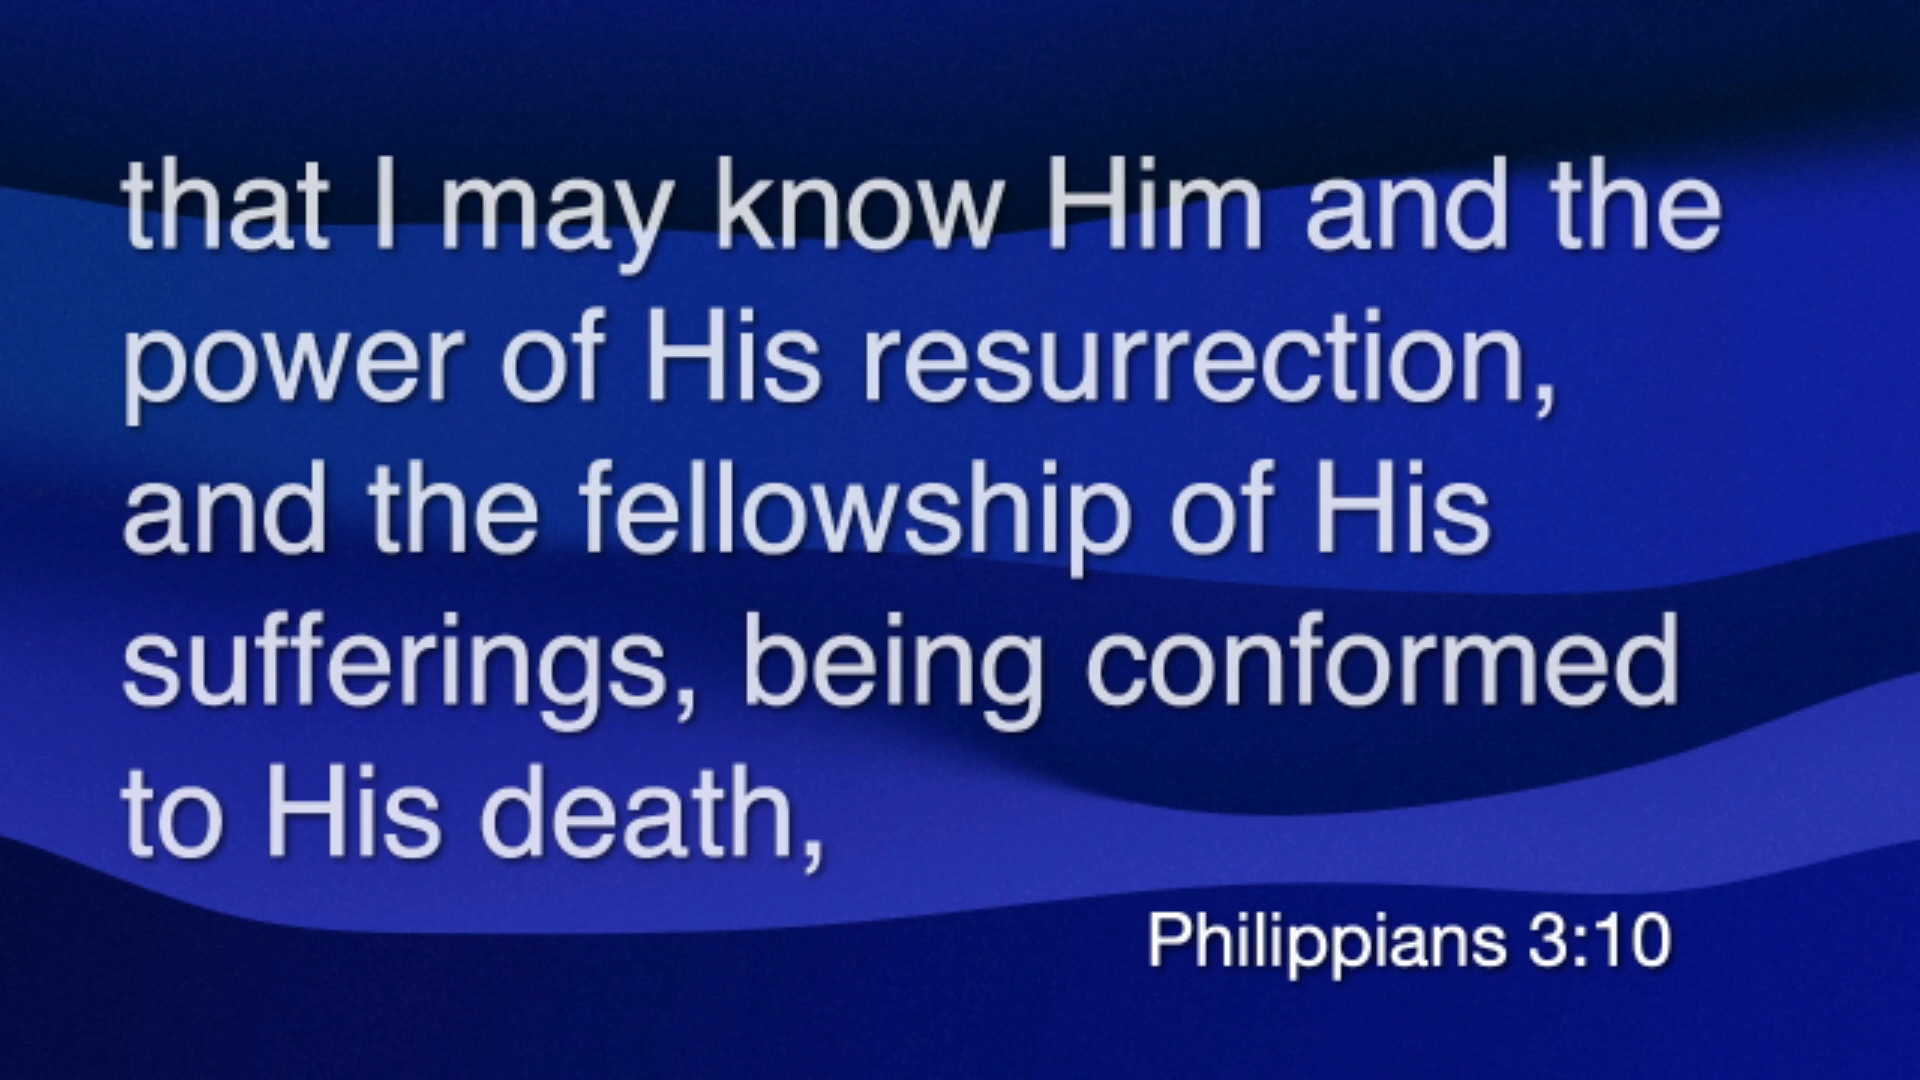 that I may know Him and the
power of His resurrection,
and the fellowship of His
sufferings, being conformed
to His death,
Philippians 3:10